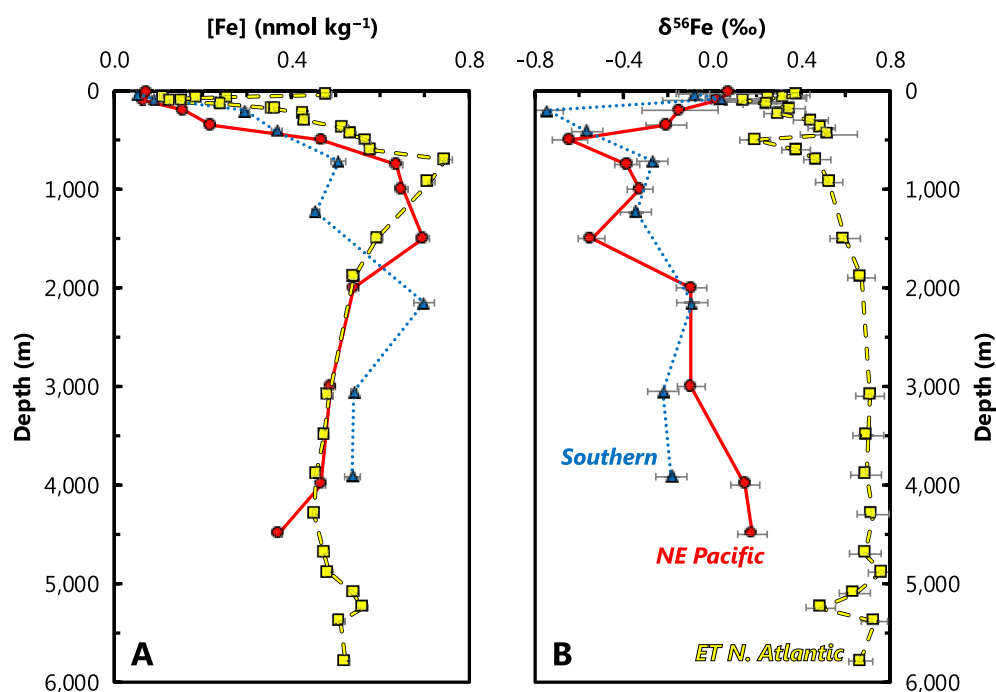 [Fe] (nmol kg⁻¹)
δ⁵⁶Fe (‰)
0.0 0.4 0.8
-0.8 -0.4 0.0 0.4 0.8
0
1,000
2,000
3,000
4,000
5,000
6,000
Depth (m)
A
Southern
NE Pacific
ET N. Atlantic
B
0
1,000
2,000
3,000
4,000
5,000
6,000
Depth (m)